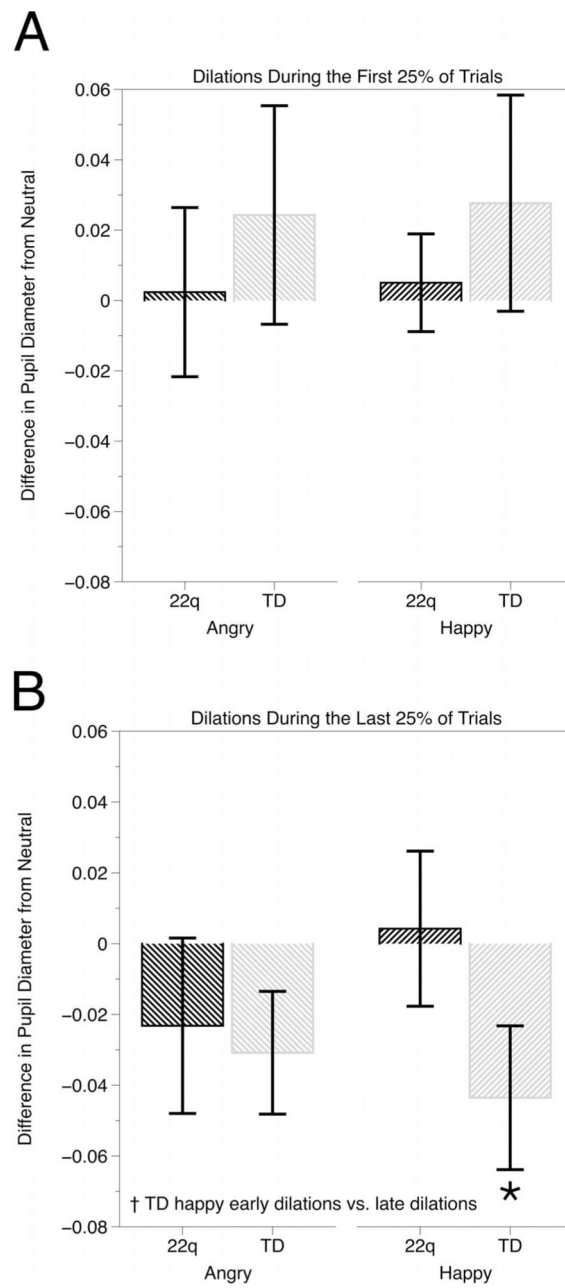 A
Dilations During the First 25% of Trials
Difference in Pupil Diameter from Neutral
0.06
0.04
0.02
0
−0.02
−0.04
−0.06
−0.08
22q TD 22q TD
Angry Happy
B
Dilations During the Last 25% of Trials
Difference in Pupil Diameter from Neutral
0.06
0.04
0.02
0
−0.02
−0.04
−0.06
−0.08
*
† TD happy early dilations vs. late dilations
22q TD 22q TD
Angry Happy